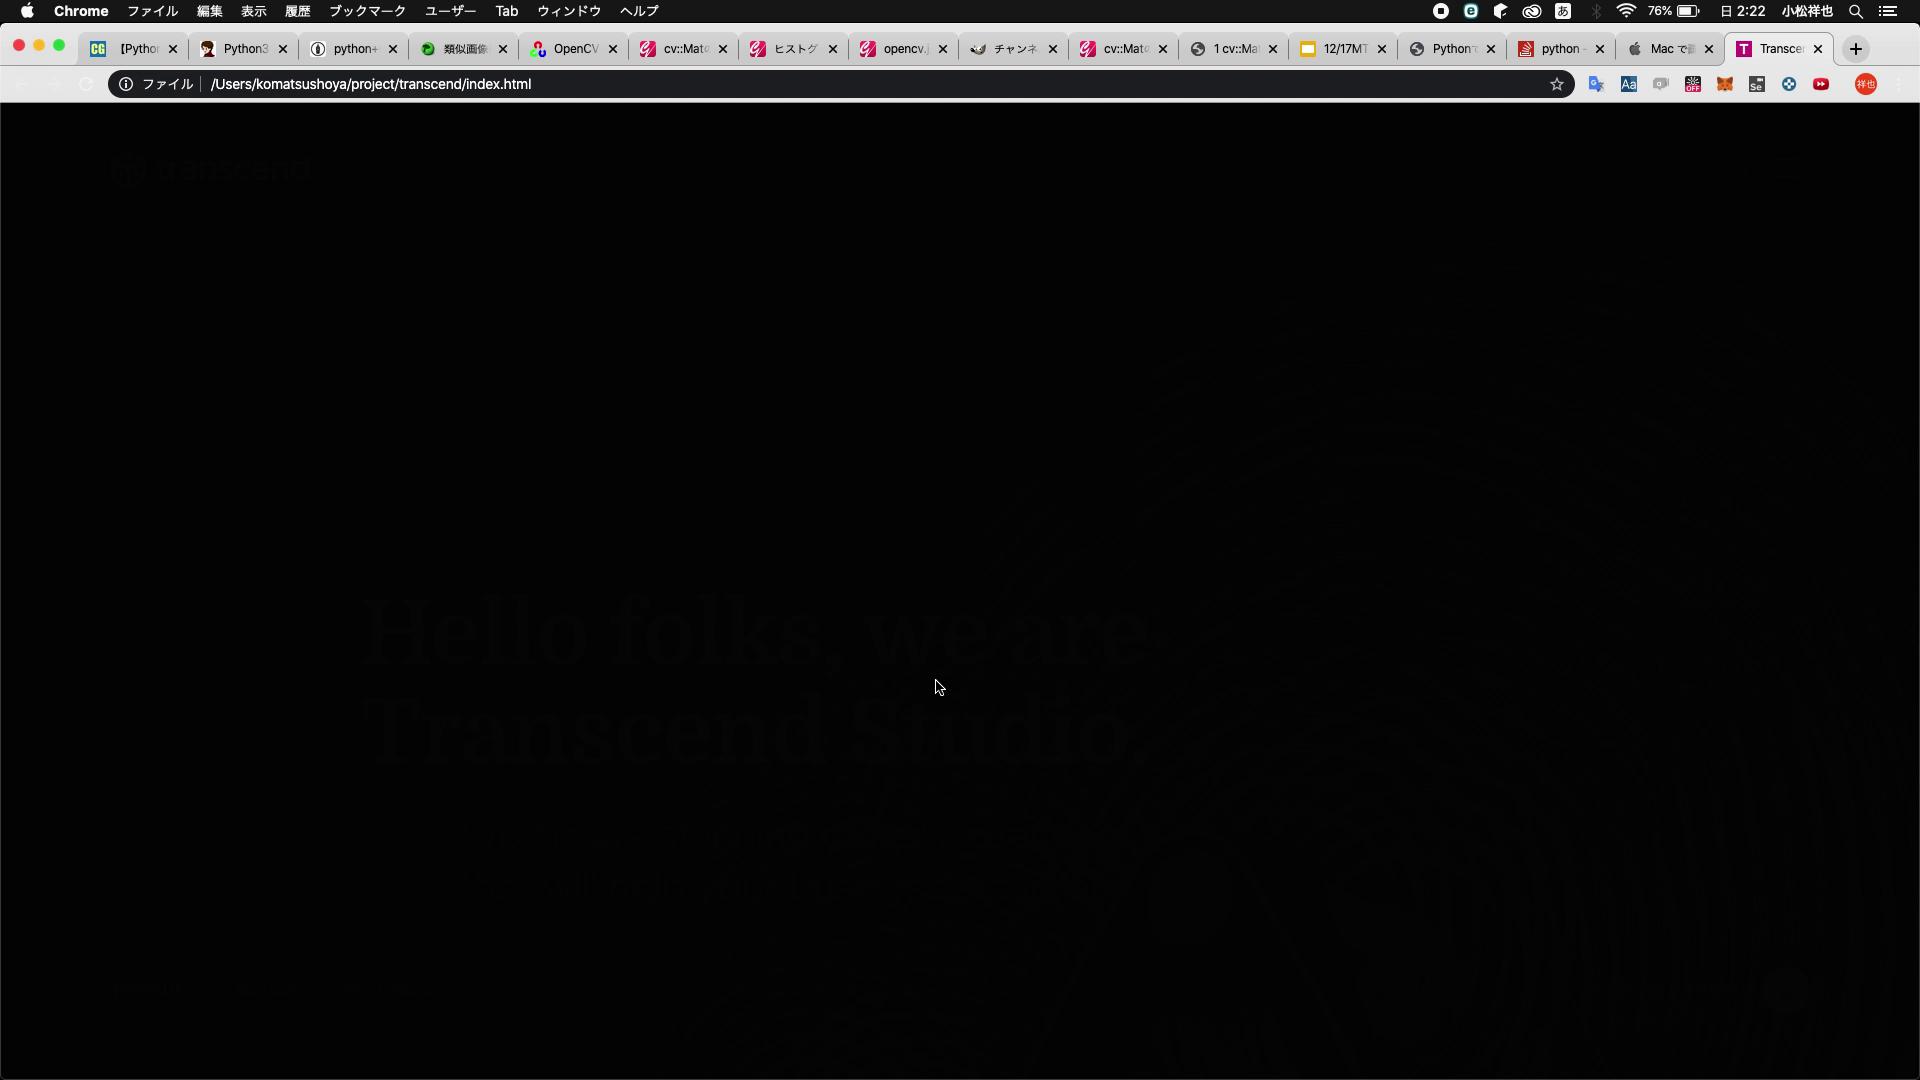 Chrome ファイル 編集 表示 履歴 ブックマーク ユーザー Tab ウィンドウ ヘルプ 76% 日 2:22 小松祥也
【Pythor Python3 python+ 類似画像 OpenCV cv::Mat ヒストグ opencv.j チャンネ cv::Mat 1 cv::Ma 12/17MT Python python - Mac で Transcen
ファイル /Users/komatsushoya/project/transcend/index.html 祥也
transcend
Hello folks, we are
Transcend Studio.